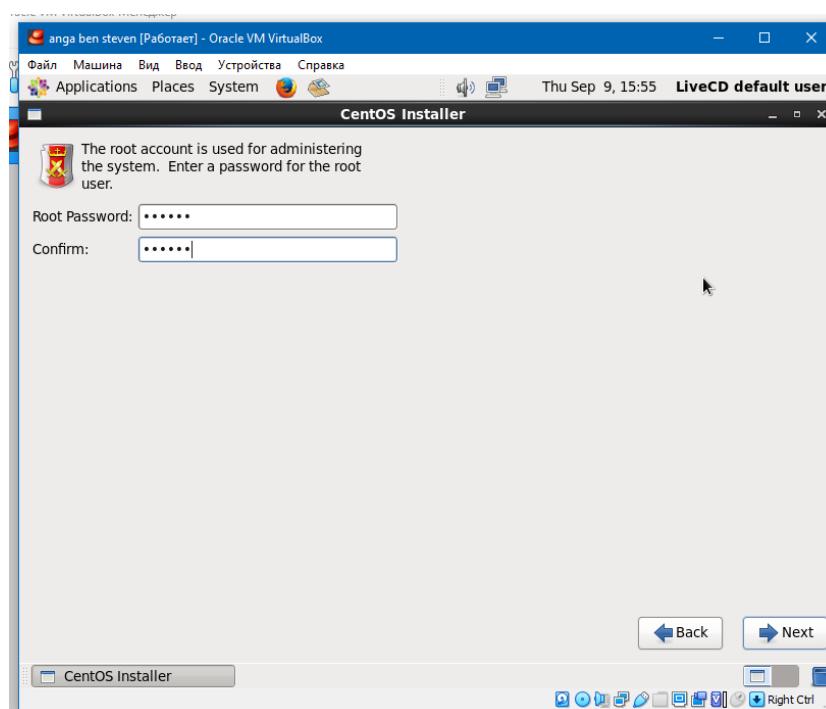 anga ben steven [Работает] - Oracle VM VirtualBox
Файл Машина Вид Ввод Устройства Справка
Applications Places System Thu Sep 9, 15:55 LiveCD default user
CentOS Installer
The root account is used for administering
the system. Enter a password for the root
user.
Root Password: ••••••
Confirm: ••••••
Back Next
CentOS Installer
Right Ctrl